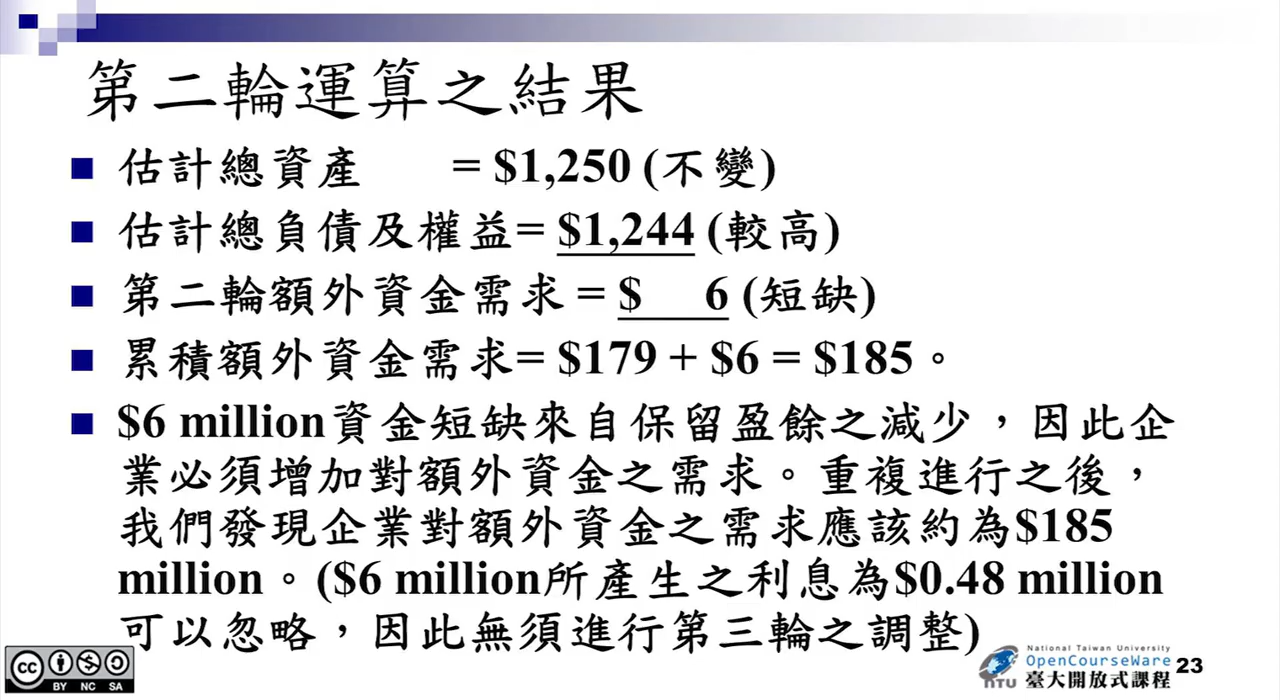 第二輪運算之結果
估計總資產 = $1,250 (不變)
估計總負債及權益= $1,244 (較高)
第二輪額外資金需求 = $ 6 (短缺)
累積額外資金需求= $179 + $6 = $185。
$6 million資金短缺來自保留盈餘之減少，因此企
業必須增加對額外資金之需求。重複進行之後，
我們發現企業對額外資金之需求應該約為$185
million。($6 million所產生之利息為$0.48 million
可以忽略，因此無須進行第三輪之調整)
cc
BY NC SA
NTU
National Taiwan University
OpenCourseWare
臺大開放式課程
23